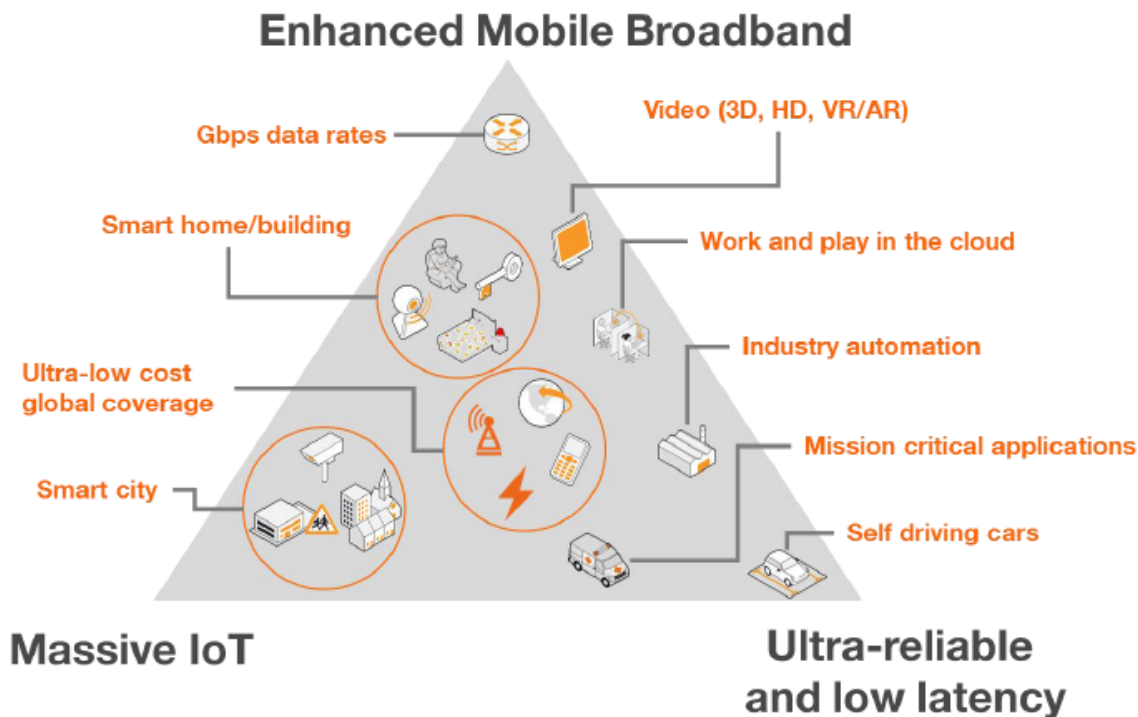 Enhanced Mobile Broadband
Video (3D, HD, VR/AR)
Gbps data rates
Smart home/building
Work and play in the cloud
Industry automation
Ultra-low cost
global coverage
Mission critical applications
Smart city
Self driving cars
Massive IoT
Ultra-reliable
and low latency